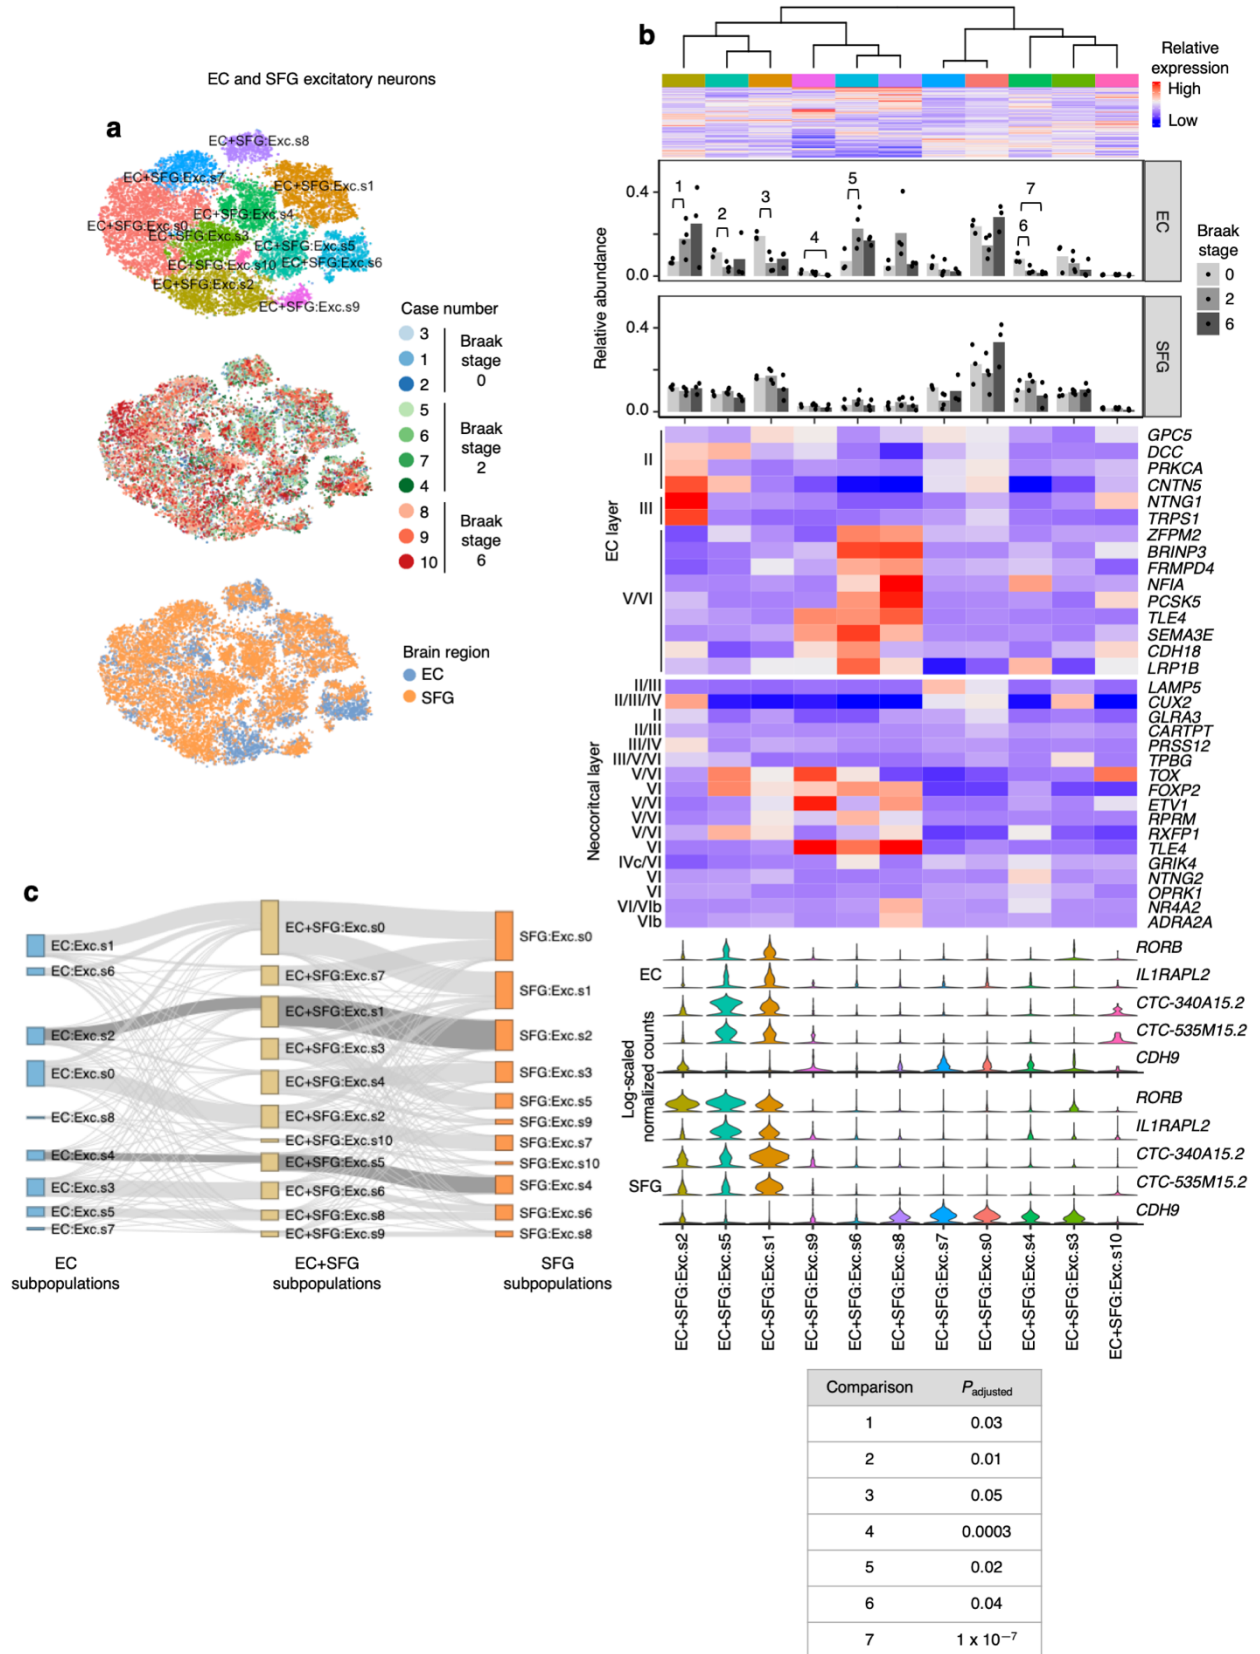 EC and SFG excitatory neurons
a
EC+SFG:Exc.s8
EC+SFG:Exc.s7
EC+SFG:Exc.s1
EC+SFG:Exc.s4
EC+SFG:Exc.s0
EC+SFG:Exc.s3
EC+SFG:Exc.s5
EC+SFG:Exc.s10
EC+SFG:Exc.s6
EC+SFG:Exc.s2
EC+SFG:Exc.s9
Case number
3
1
2
Braak
stage
0
5
6
7
4
Braak
stage
2
8
9
10
Braak
stage
6
Brain region
EC
SFG
b
Relative
expression
High
Low
Relative abundance
0.4
0.0
1
2
3
4
5
6
7
EC
0.4
0.0
SFG
Braak
stage
0
2
6
EC layer
II
III
V/VI
GPC5
DCC
PRKCA
CNTN5
NTNG1
TRPS1
ZFPM2
BRINP3
FRMPD4
NFIA
PCSK5
TLE4
SEMA3E
CDH18
LRP1B
Neocoritcal layer
II/III LAMP5
II/III/IV CUX2
II GLRA3
II/III CARTPT
III/IV PRSS12
III/V/VI TPBG
V/VI TOX
VI FOXP2
V/VI ETV1
V/VI RPRM
V/VI RXFP1
VI TLE4
IVc/VI GRIK4
VI NTNG2
VI OPRK1
VI/VIb NR4A2
VIb ADRA2A
Log-scaled
normalized counts
EC
RORB
IL1RAPL2
CTC-340A15.2
CTC-535M15.2
CDH9
SFG
RORB
IL1RAPL2
CTC-340A15.2
CTC-535M15.2
CDH9
EC+SFG:Exc.s2
EC+SFG:Exc.s5
EC+SFG:Exc.s1
EC+SFG:Exc.s9
EC+SFG:Exc.s6
EC+SFG:Exc.s8
EC+SFG:Exc.s7
EC+SFG:Exc.s0
EC+SFG:Exc.s4
EC+SFG:Exc.s3
EC+SFG:Exc.s10
Comparison Padjusted
1 0.03
2 0.01
3 0.05
4 0.0003
5 0.02
6 0.04
7 1 x 10−7
c
EC:Exc.s1
EC:Exc.s6
EC:Exc.s2
EC:Exc.s0
EC:Exc.s8
EC:Exc.s4
EC:Exc.s3
EC:Exc.s5
EC:Exc.s7
EC
subpopulations
EC+SFG:Exc.s0
EC+SFG:Exc.s7
EC+SFG:Exc.s1
EC+SFG:Exc.s3
EC+SFG:Exc.s4
EC+SFG:Exc.s2
EC+SFG:Exc.s10
EC+SFG:Exc.s5
EC+SFG:Exc.s6
EC+SFG:Exc.s8
EC+SFG:Exc.s9
EC+SFG
subpopulations
SFG:Exc.s0
SFG:Exc.s1
SFG:Exc.s2
SFG:Exc.s3
SFG:Exc.s5
SFG:Exc.s9
SFG:Exc.s7
SFG:Exc.s10
SFG:Exc.s4
SFG:Exc.s6
SFG:Exc.s8
SFG
subpopulations